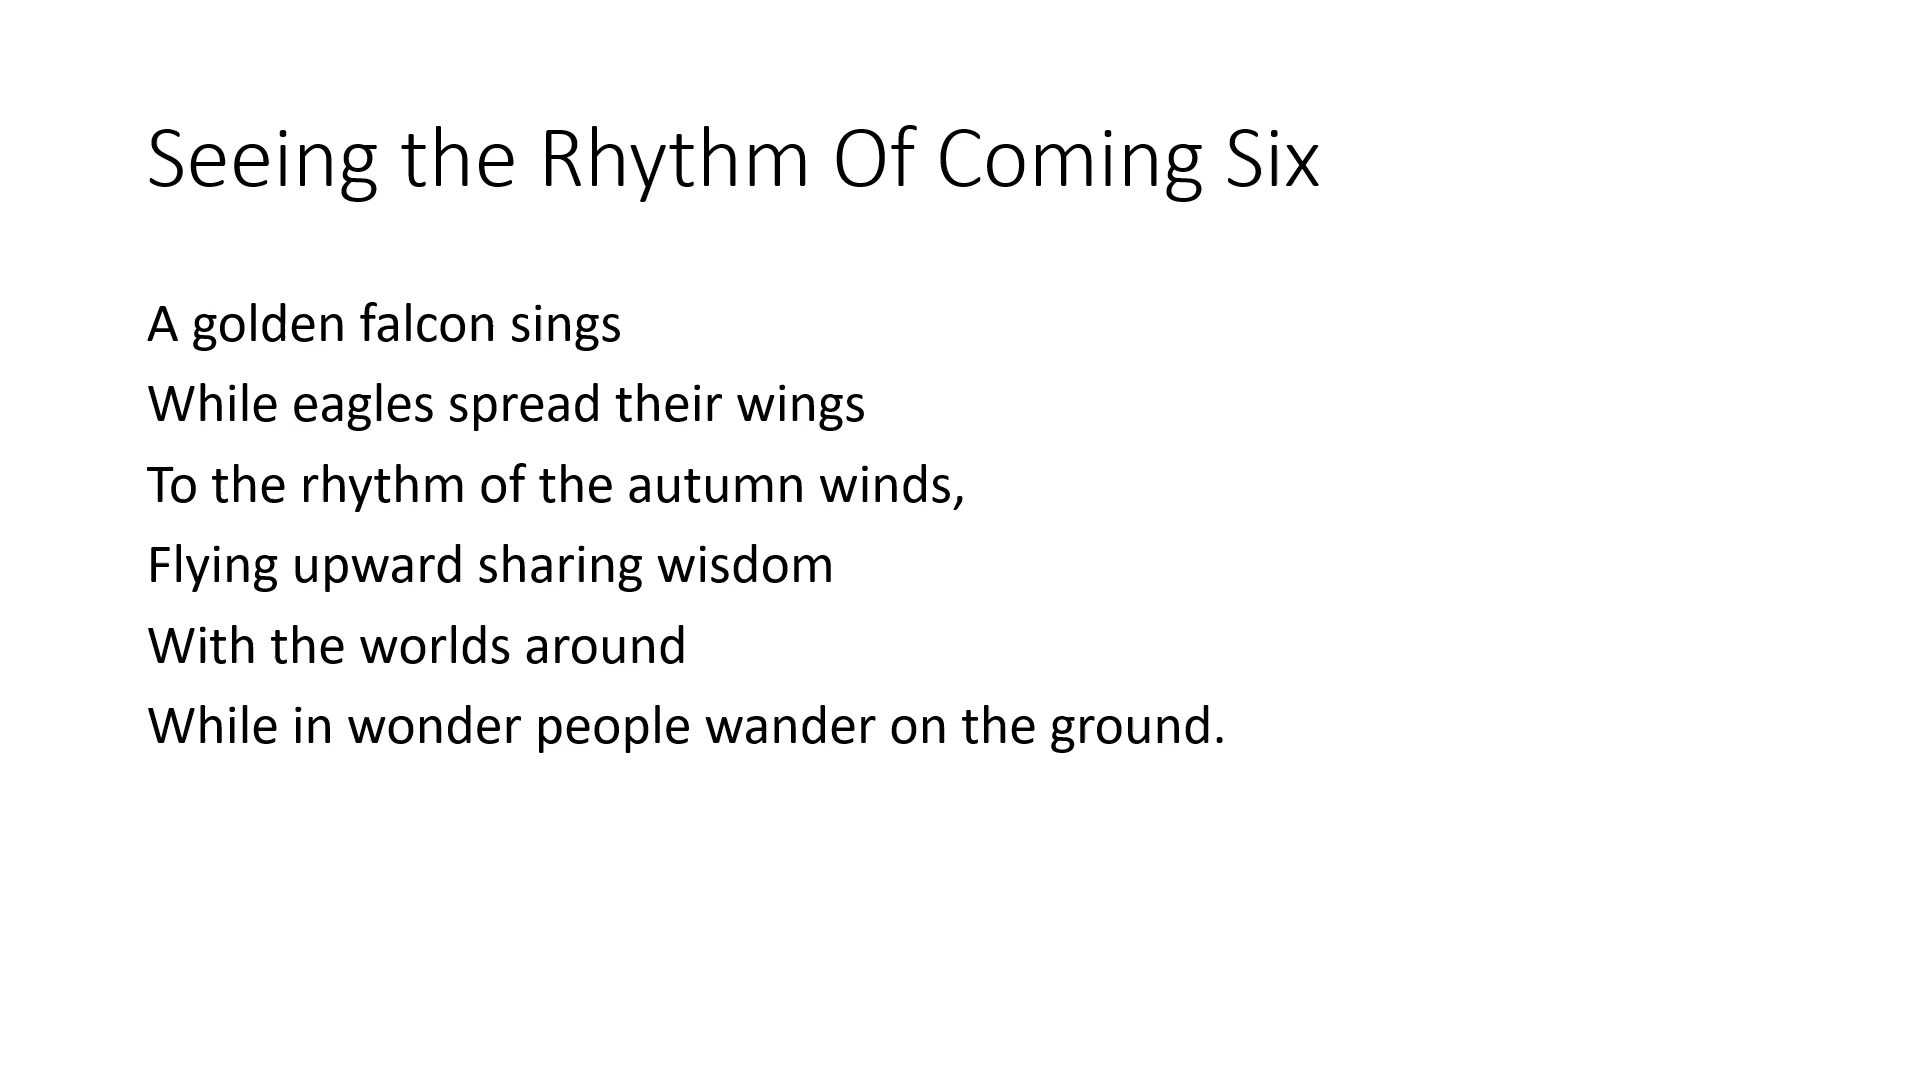 Seeing the Rhythm Of Coming Six
A golden falcon sings
While eagles spread their wings
To the rhythm of the autumn winds,
Flying upward sharing wisdom
With the worlds around
While in wonder people wander on the ground.